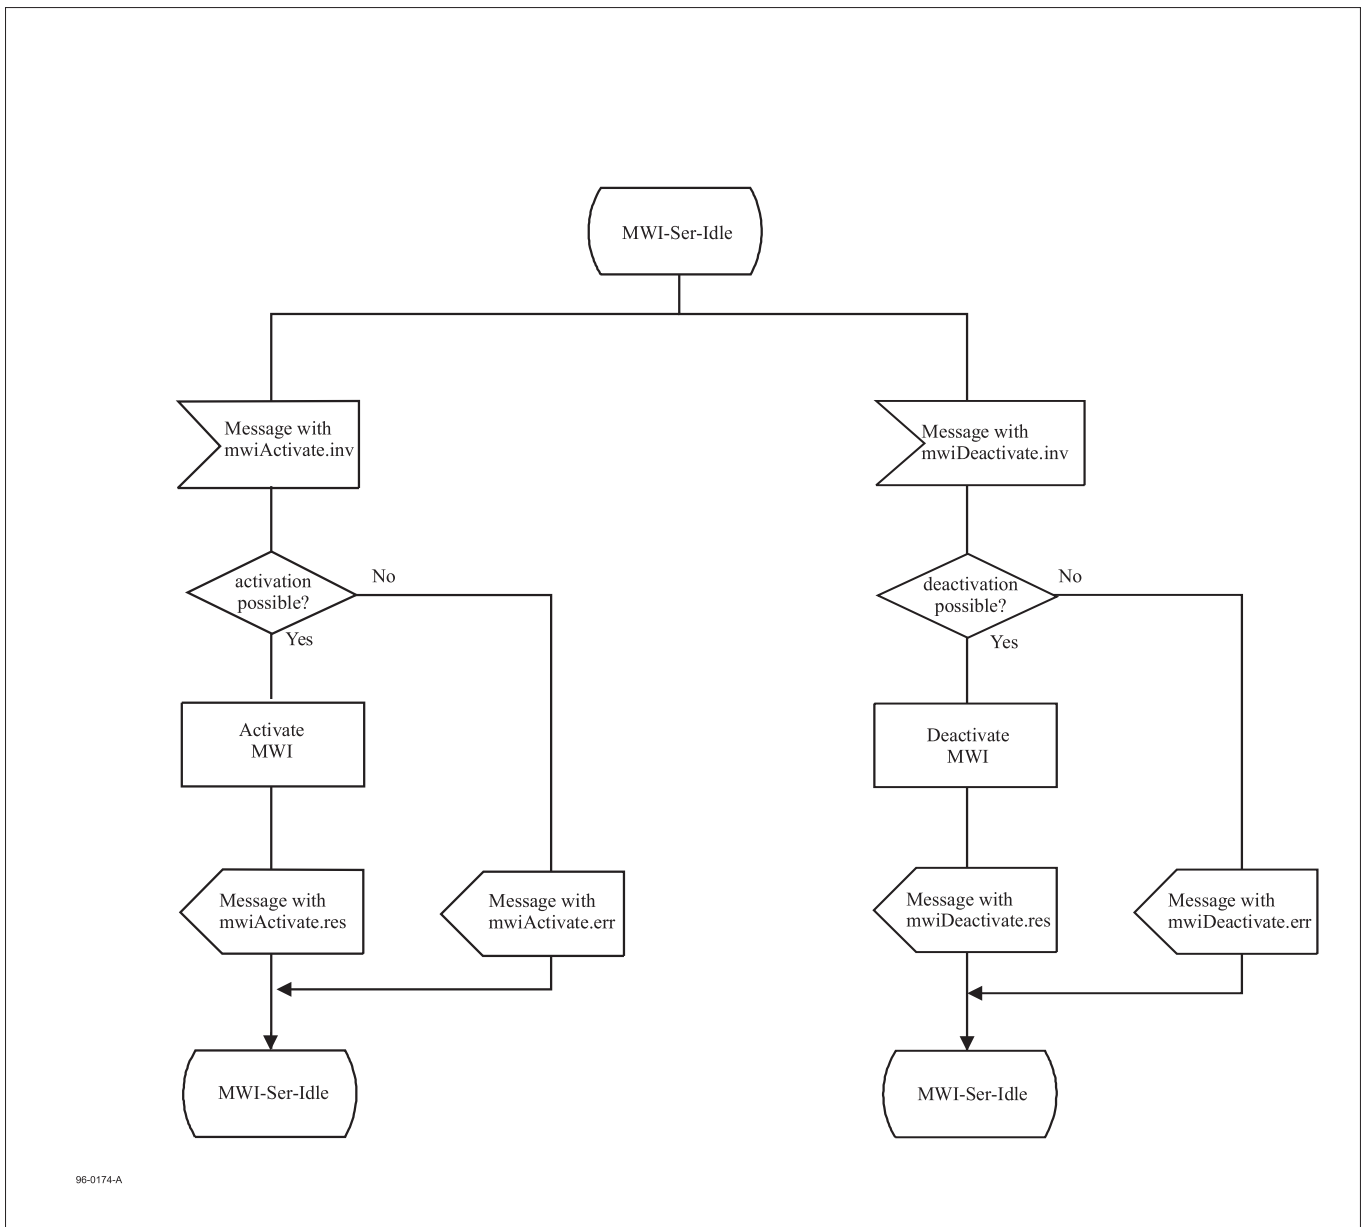 MWI-Ser-Idle
Message with
mwiActivate.inv
activation
possible?
No
Yes
Activate
MWI
Message with
mwiActivate.res
Message with
mwiActivate.err
MWI-Ser-Idle
Message with
mwiDeactivate.inv
deactivation
possible?
No
Yes
Deactivate
MWI
Message with
mwiDeactivate.res
Message with
mwiDeactivate.err
MWI-Ser-Idle
96-0174-A